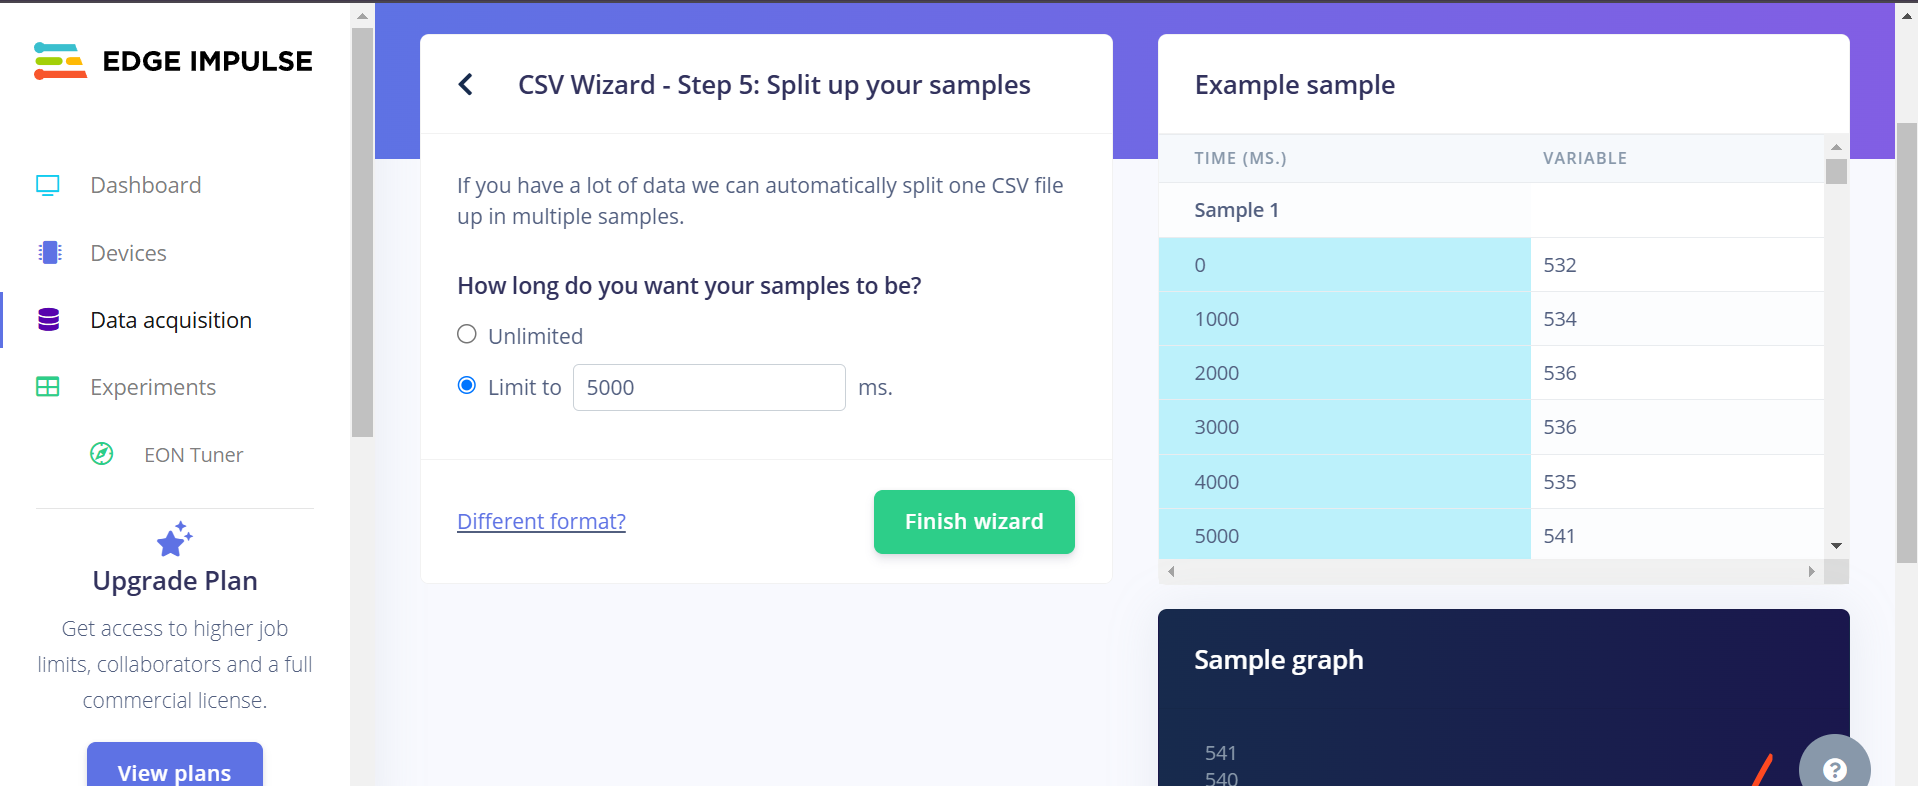 EDGE IMPULSE
Dashboard
Devices
Data acquisition
Experiments
EON Tuner
Upgrade Plan
Get access to higher job
limits, collaborators and a full
commercial license.
View plans
CSV Wizard - Step 5: Split up your samples
If you have a lot of data we can automatically split one CSV file
up in multiple samples.
How long do you want your samples to be?
Unlimited
Limit to 5000 ms.
Different format?
Finish wizard
Example sample
TIME (MS.) VARIABLE
Sample 1
0 532
1000 534
2000 536
3000 536
4000 535
5000 541
Sample graph
541
540
?